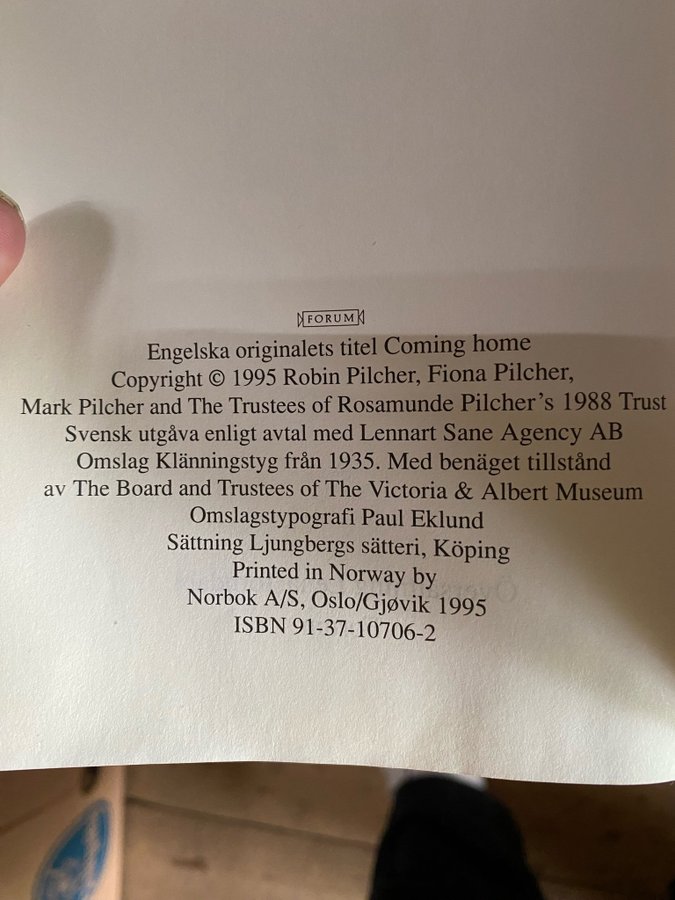 FORUM
Engelska originalets titel Coming home
Copyright © 1995 Robin Pilcher, Fiona Pilcher,
Mark Pilcher and The Trustees of Rosamunde Pilcher's 1988 Trust
Svensk utgåva enligt avtal med Lennart Sane Agency AB
Omslag Klänningstyg från 1935. Med benäget tillstånd
av The Board and Trustees of The Victoria & Albert Museum
Omslagstypografi Paul Eklund
Sättning Ljungbergs sätteri, Köping
Printed in Norway by
Norbok A/S, Oslo/Gjøvik 1995
ISBN 91-37-10706-2